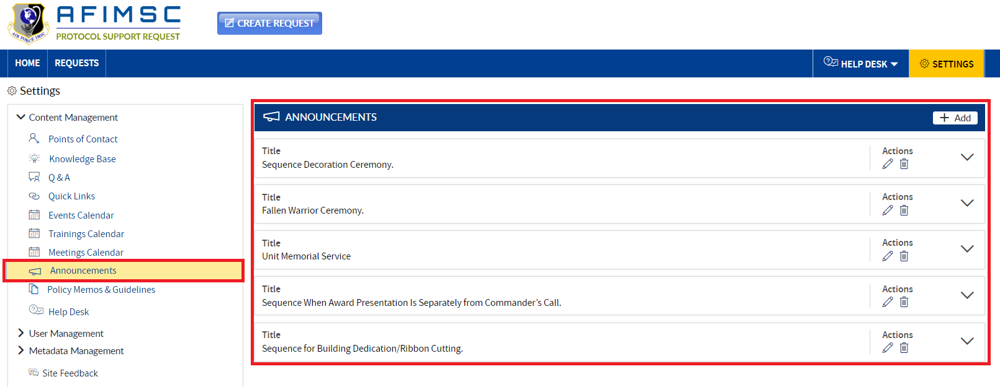 AFIMSC
PROTOCOL SUPPORT REQUEST
AIR FORCE IMSC
CREATE REQUEST
HOME REQUESTS HELP DESK SETTINGS
Settings
Content Management
Points of Contact
Knowledge Base
Q & A
Quick Links
Events Calendar
Trainings Calendar
Meetings Calendar
Announcements
Policy Memos & Guidelines
Help Desk
User Management
Metadata Management
Site Feedback
ANNOUNCEMENTS + Add
Title Actions
Sequence Decoration Ceremony.
Title Actions
Fallen Warrior Ceremony.
Title Actions
Unit Memorial Service
Title Actions
Sequence When Award Presentation Is Separately from Commander’s Call.
Title Actions
Sequence for Building Dedication/Ribbon Cutting.